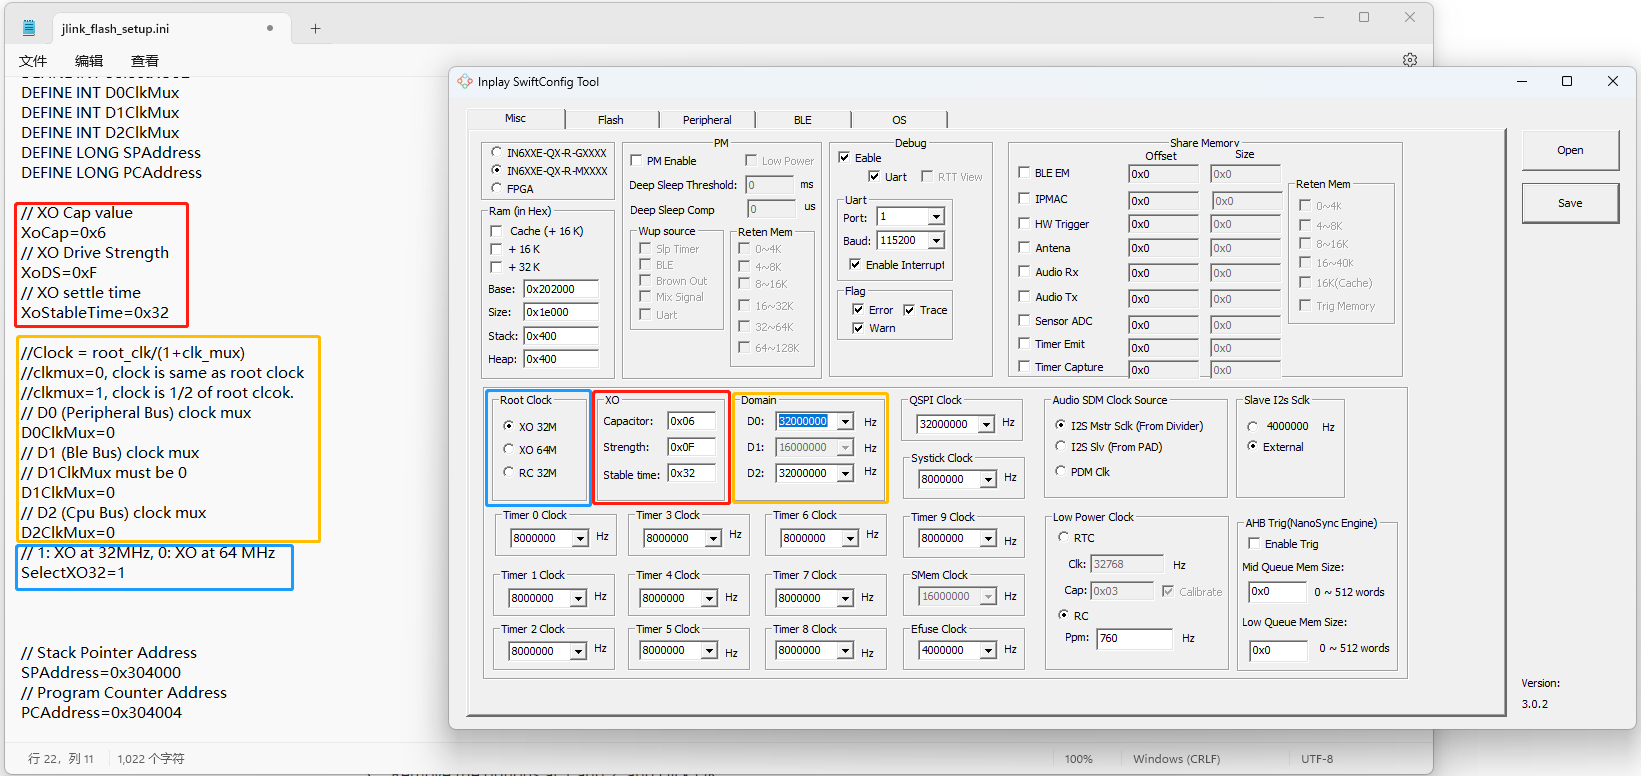 jlink_flash_setup.ini
文件 编辑 查看
DEFINE INT D0ClkMux
DEFINE INT D1ClkMux
DEFINE INT D2ClkMux
DEFINE LONG SPAddress
DEFINE LONG PCAddress
// XO Cap value
XoCap=0x6
// XO Drive Strength
XoDS=0xF
// XO settle time
XoStableTime=0x32
//Clock = root_clk/(1+clk_mux)
//clkmux=0, clock is same as root clock
//clkmux=1, clock is 1/2 of root clcok.
// D0 (Peripheral Bus) clock mux
D0ClkMux=0
// D1 (Ble Bus) clock mux
// D1ClkMux must be 0
D1ClkMux=0
// D2 (Cpu Bus) clock mux
D2ClkMux=0
// 1: XO at 32MHz, 0: XO at 64 MHz
SelectXO32=1
// Stack Pointer Address
SPAddress=0x304000
// Program Counter Address
PCAddress=0x304004
行 22，列 11
1,022 个字符
100%
Windows (CRLF)
UTF-8
Inplay SwiftConfig Tool
Misc
Flash
Peripheral
BLE
OS
IN6XXE-QX-R-GXXXX
IN6XXE-QX-R-MXXXX
FPGA
Ram (in Hex)
Cache (+ 16 K)
+ 16 K
+ 32 K
Base: 0x202000
Size: 0x1e000
Stack: 0x400
Heap: 0x400
PM
PM Enable
Low Power
Deep Sleep Threshold: 0 ms
Deep Sleep Comp 0 us
Wup source
Slp Timer
BLE
Brown Out
Mix Signal
Uart
Reten Mem
0~4K
4~8K
8~16K
16~32K
32~64K
64~128K
Debug
Eable
Uart
RTT View
Uart
Port: 1
Baud: 115200
Enable Interrupt
Flag
Error
Trace
Warn
Share Memory
Offset Size
BLE EM 0x0 0x0
IPMAC 0x0 0x0
HW Trigger 0x0 0x0
Antena 0x0 0x0
Audio Rx 0x0 0x0
Audio Tx 0x0 0x0
Sensor ADC 0x0 0x0
Timer Emit 0x0 0x0
Timer Capture 0x0 0x0
Reten Mem
0~4K
4~8K
8~16K
16~40K
16K(Cache)
Trig Memory
Open
Save
Root Clock
XO 32M
XO 64M
RC 32M
XO
Capacitor: 0x06
Strength: 0x0F
Stable time: 0x32
Domain
D0: 32000000 Hz
D1: 16000000 Hz
D2: 32000000 Hz
QSPI Clock
32000000 Hz
Systick Clock
8000000 Hz
Audio SDM Clock Source
I2S Mstr Sclk (From Divider)
I2S Slv (From PAD)
PDM Clk
Slave I2s Sclk
4000000 Hz
External
Timer 0 Clock
8000000 Hz
Timer 3 Clock
8000000 Hz
Timer 6 Clock
8000000 Hz
Timer 9 Clock
8000000 Hz
Timer 1 Clock
8000000 Hz
Timer 4 Clock
8000000 Hz
Timer 7 Clock
8000000 Hz
SMem Clock
16000000 Hz
Timer 2 Clock
8000000 Hz
Timer 5 Clock
8000000 Hz
Timer 8 Clock
8000000 Hz
Efuse Clock
4000000 Hz
Low Power Clock
RTC
Clk: 32768 Hz
Cap: 0x03 Calibrate
RC
Ppm: 760 Hz
AHB Trig(NanoSync Engine)
Enable Trig
Mid Queue Mem Size:
0x0 0 ~ 512 words
Low Queue Mem Size:
0x0 0 ~ 512 words
Version:
3.0.2